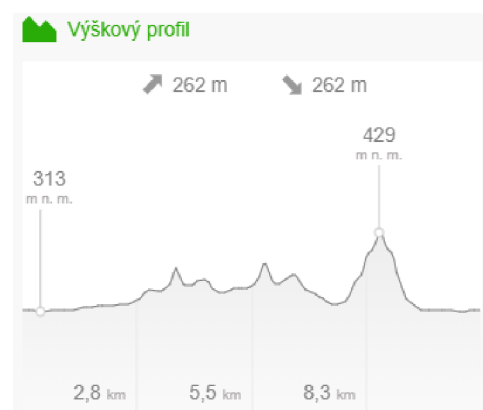 Výškový profil
262 m 262 m
429
m n. m.
313
m n. m.
2,8 km 5,5 km 8,3 km